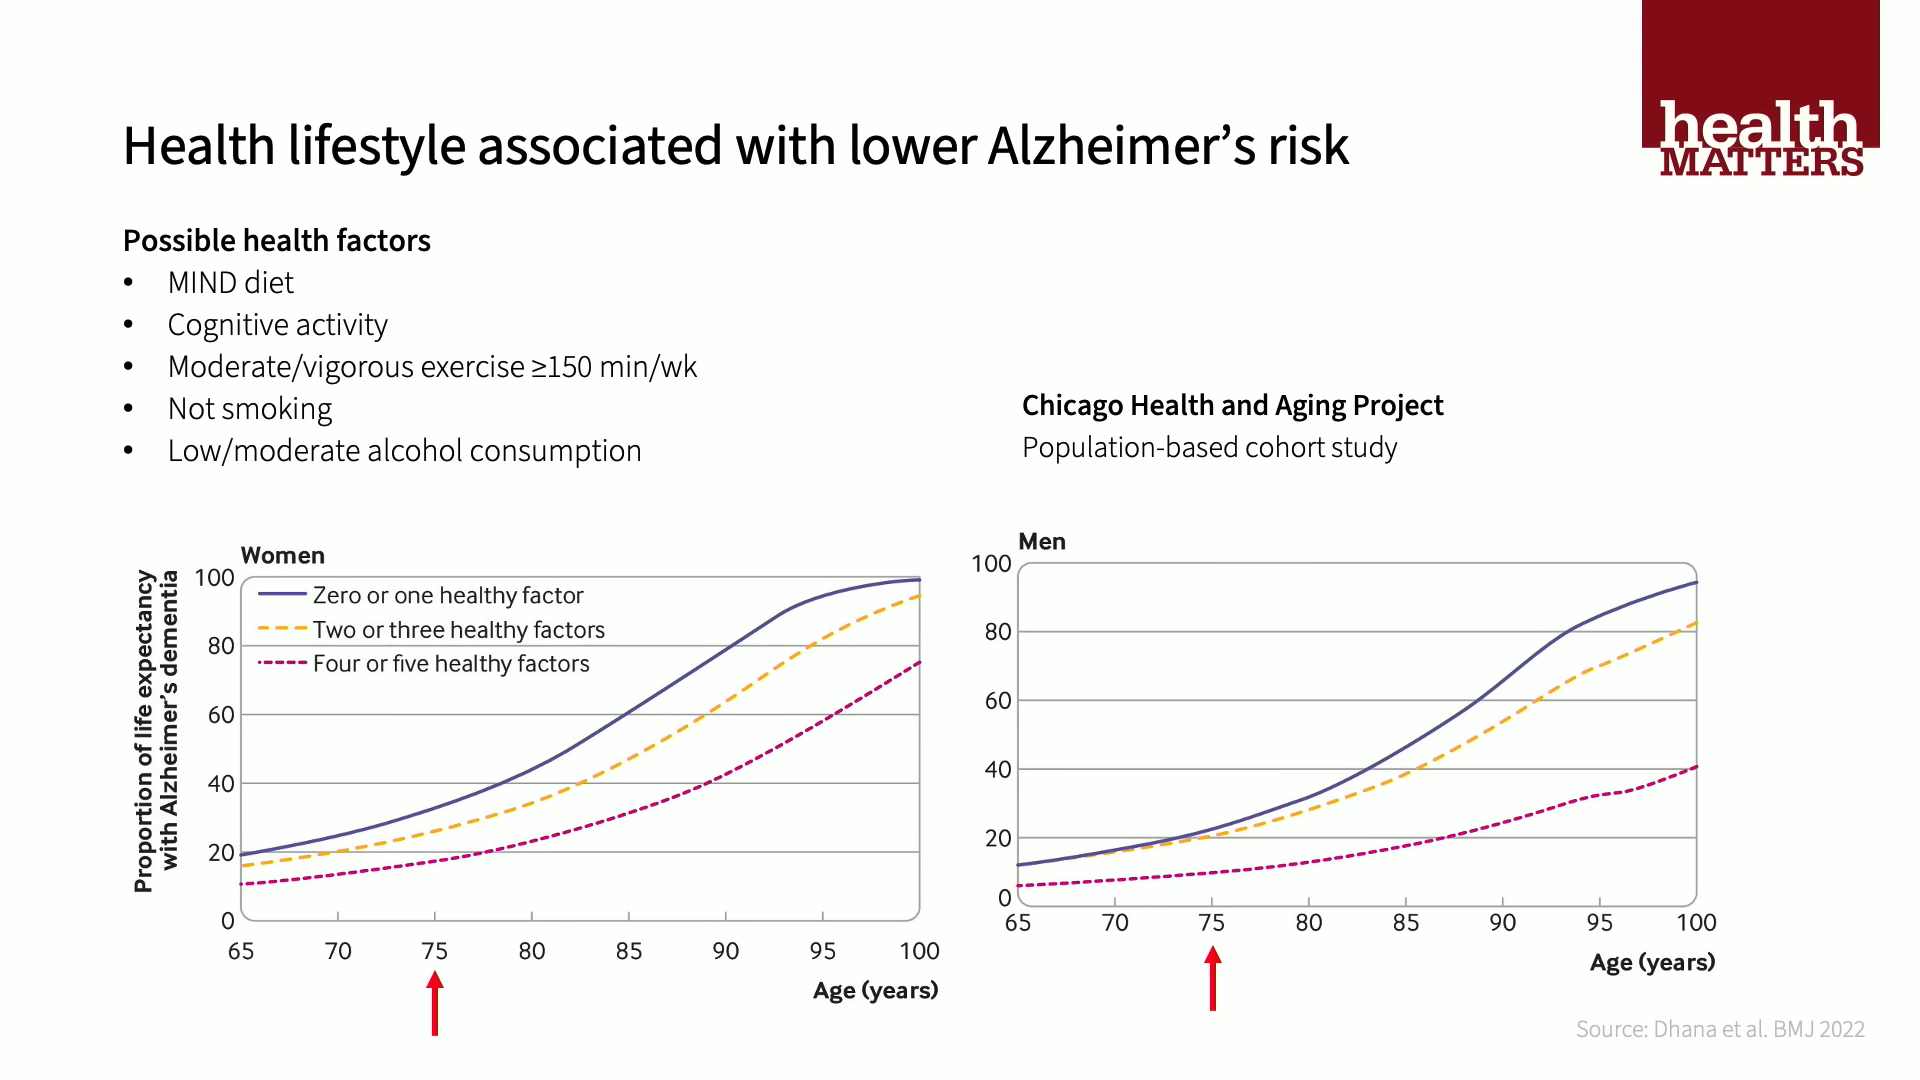 health
MATTERS
Health lifestyle associated with lower Alzheimer’s risk
Possible health factors
• MIND diet
• Cognitive activity
• Moderate/vigorous exercise ≥150 min/wk
• Not smoking
• Low/moderate alcohol consumption
Chicago Health and Aging Project
Population-based cohort study
Women
Proportion of life expectancy
with Alzheimer’s dementia
100
80
60
40
20
0
Zero or one healthy factor
Two or three healthy factors
Four or five healthy factors
65 70 75 80 85 90 95 100
Age (years)
Men
100
80
60
40
20
0
65 70 75 80 85 90 95 100
Age (years)
Source: Dhana et al. BMJ 2022